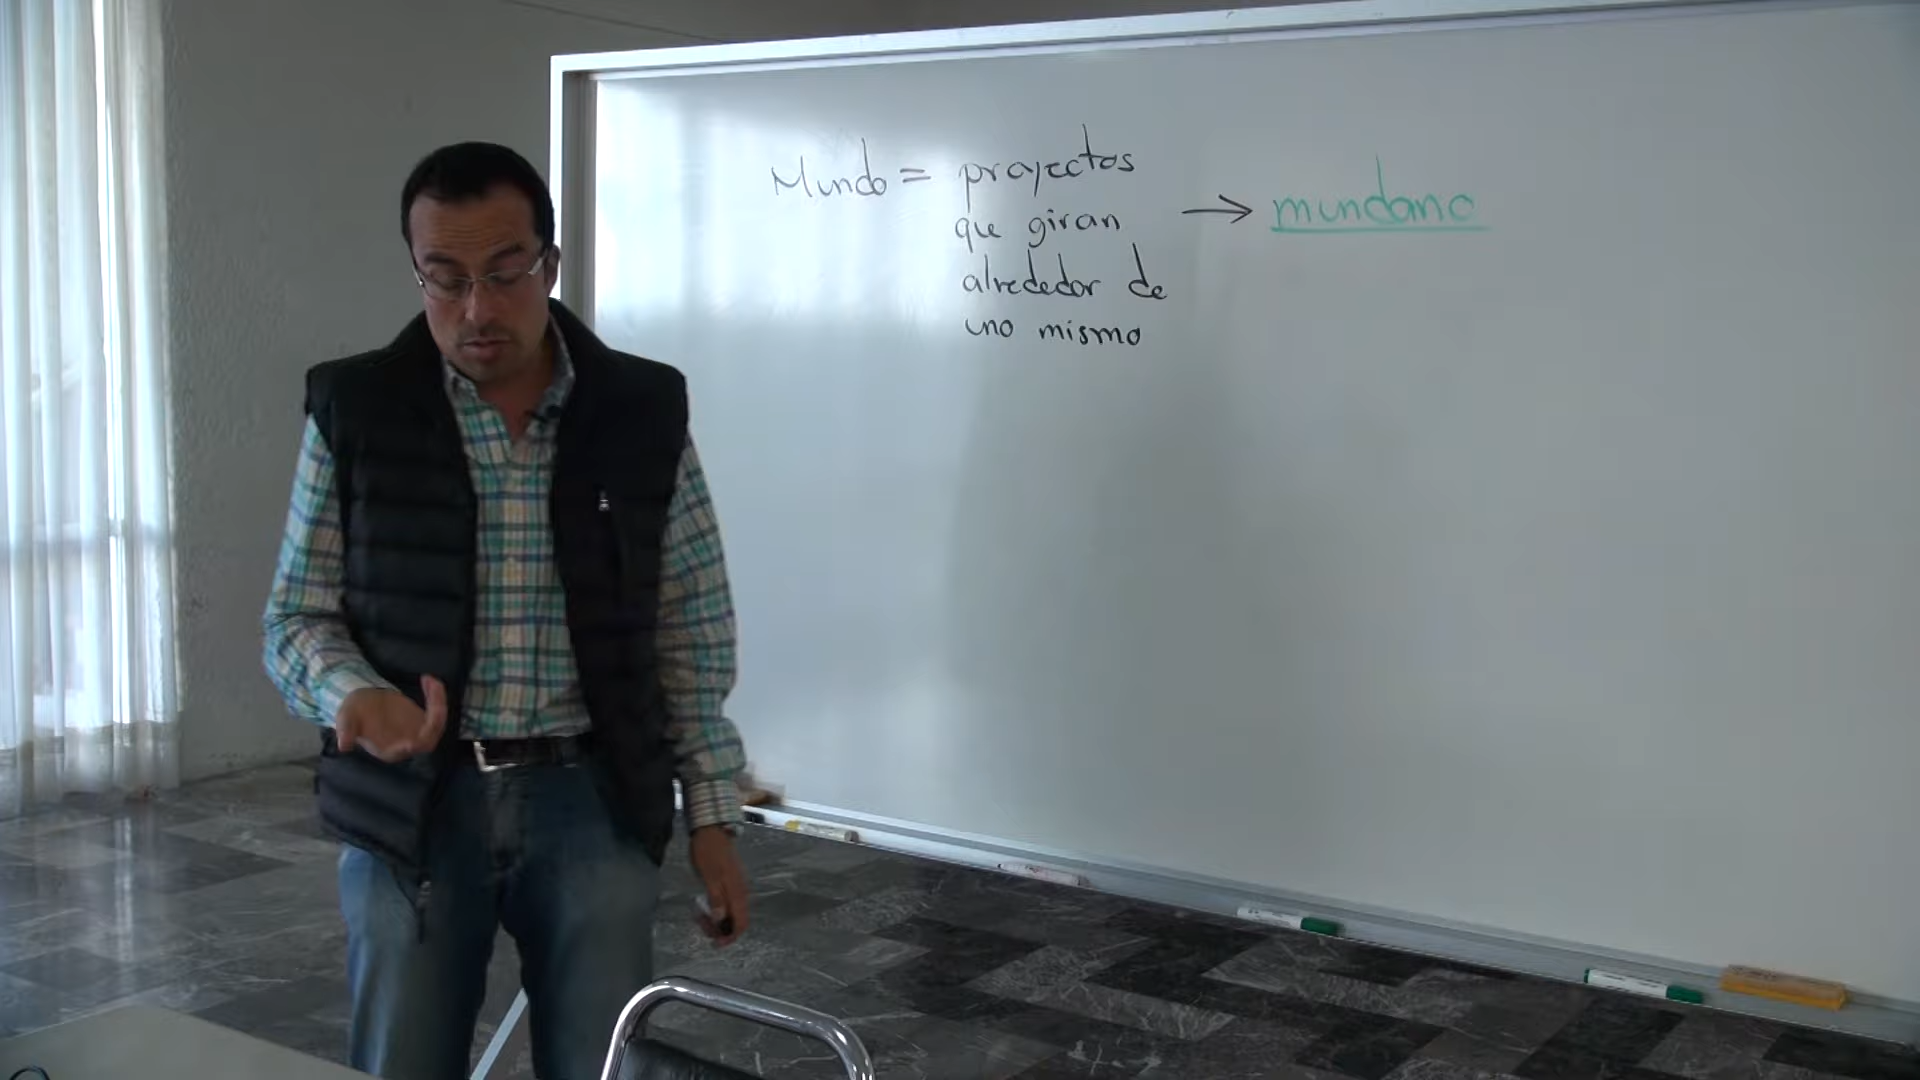 Mundo = proyectos → mundano
que giran
alrededor de
uno mismo